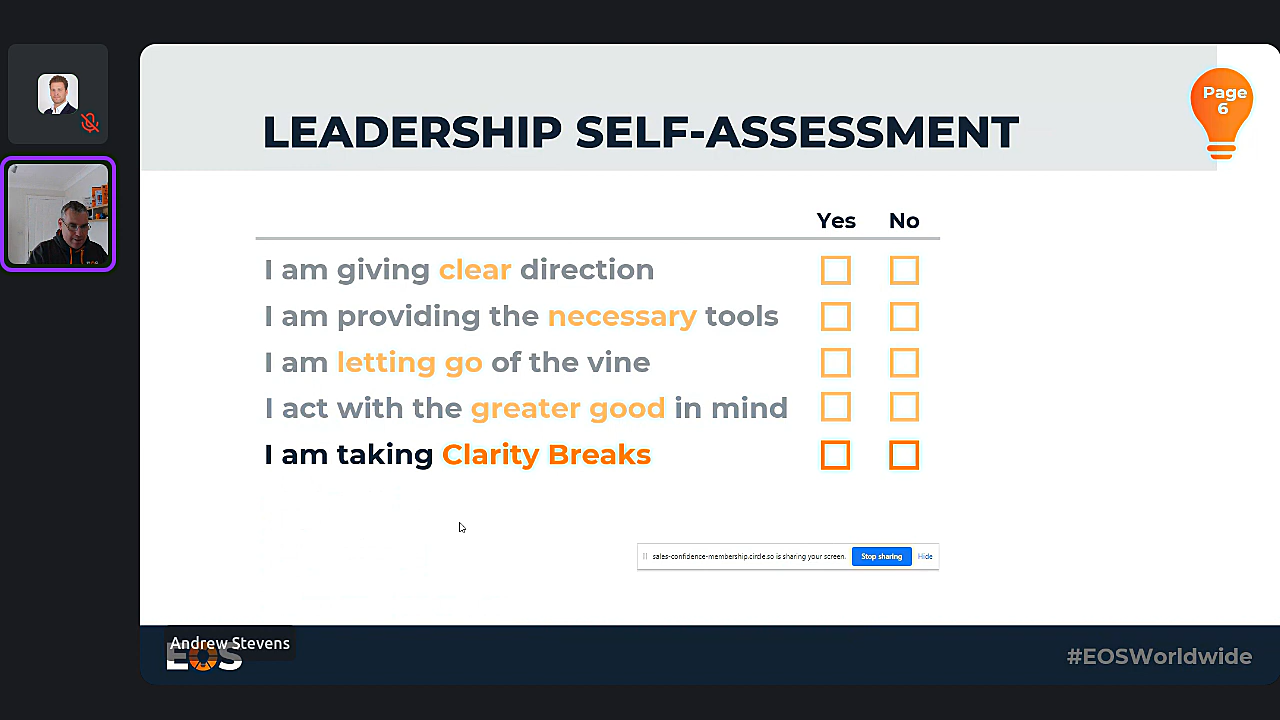 LEADERSHIP SELF-ASSESSMENT
Page
6
Yes No
I am giving clear direction
I am providing the necessary tools
I am letting go of the vine
I act with the greater good in mind
I am taking Clarity Breaks
sales-confidence-membership.circle.so is sharing your screen. Stop sharing Hide
Andrew Stevens
EOS
#EOSWorldwide